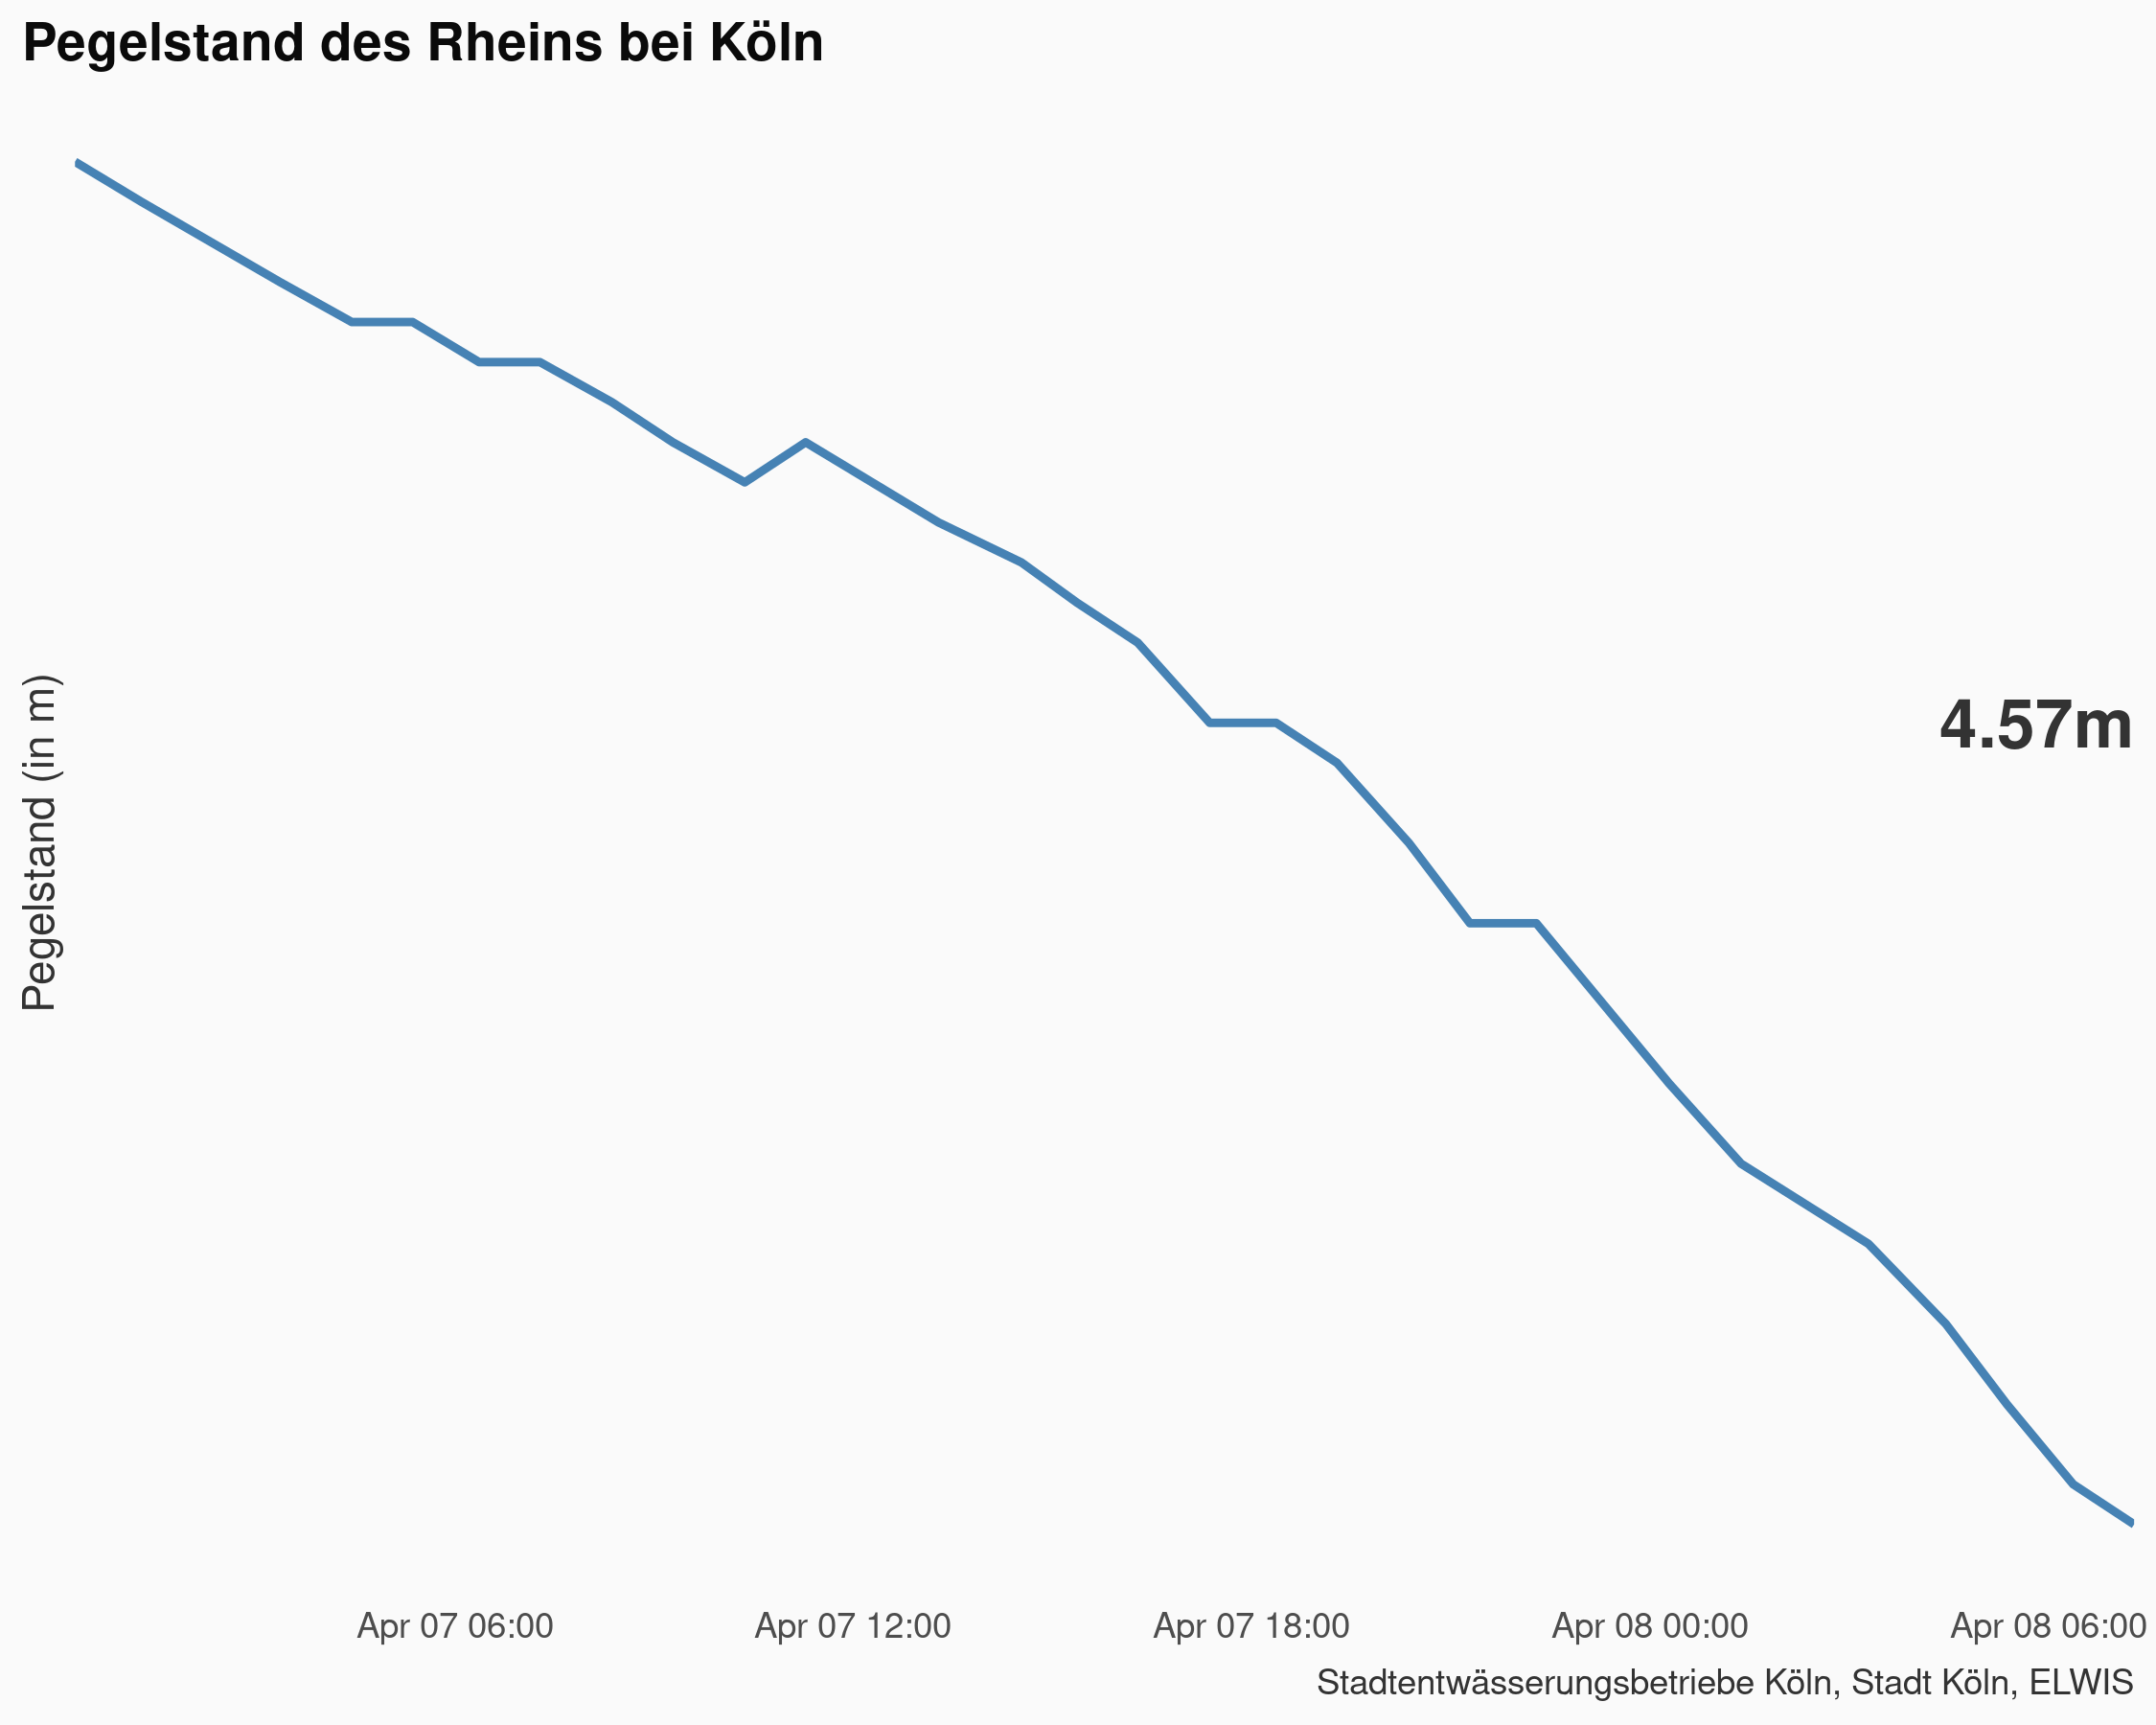 Pegelstand des Rheins bei Köln
Pegelstand (in m)
4.57m
Apr 07 06:00
Apr 07 12:00
Apr 07 18:00
Apr 08 00:00
Apr 08 06:00
Stadtentwässerungsbetriebe Köln, Stadt Köln, ELWIS